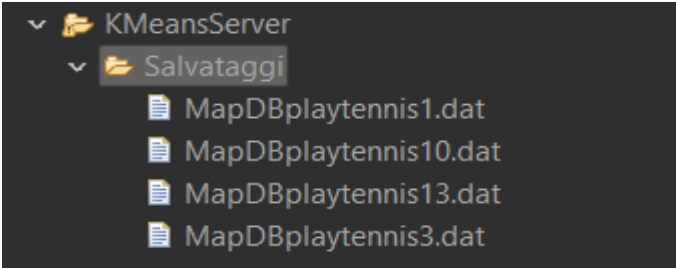 KMeansServer
Salvataggi
MapDBplaytennis1.dat
MapDBplaytennis10.dat
MapDBplaytennis13.dat
MapDBplaytennis3.dat